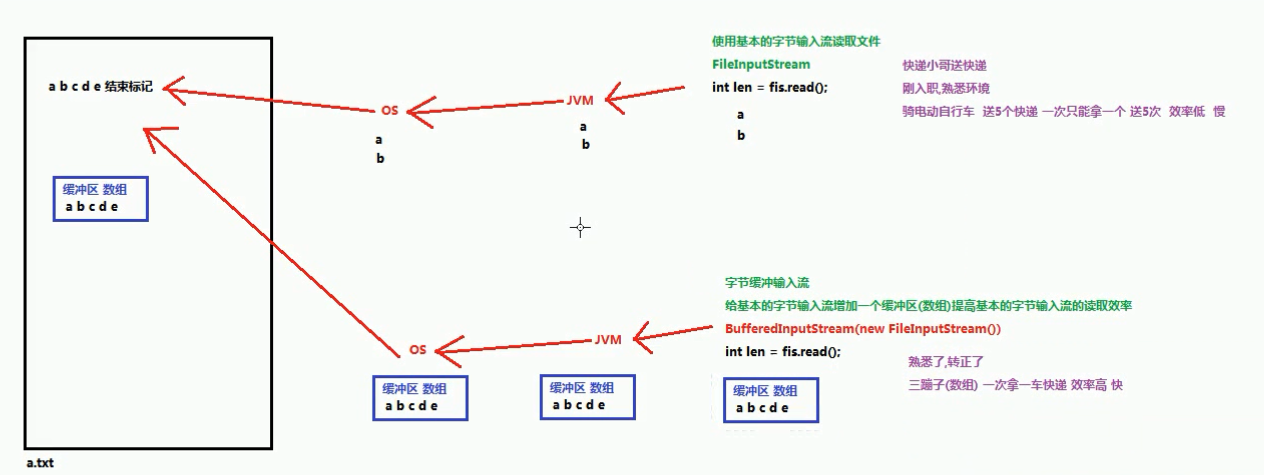 使用基本的字节输入流读取文件
FileInputStream
int len = fis.read();
a
b
快递小哥送快递
刚入职,熟悉环境
骑电动自行车 送5个快递 一次只能拿一个 送5次 效率低 慢
JVM
a
b
OS
a
b
a b c d e 结束标记
缓冲区 数组
a b c d e
字节缓冲输入流
给基本的字节输入流增加一个缓冲区(数组)提高基本的字节输入流的读取效率
BufferedInputStream(new FileInputStream())
int len = fis.read();
熟悉了,转正了
三蹦子(数组) 一次拿一车快递 效率高 快
缓冲区 数组
a b c d e
JVM
缓冲区 数组
a b c d e
OS
缓冲区 数组
a b c d e
a.txt